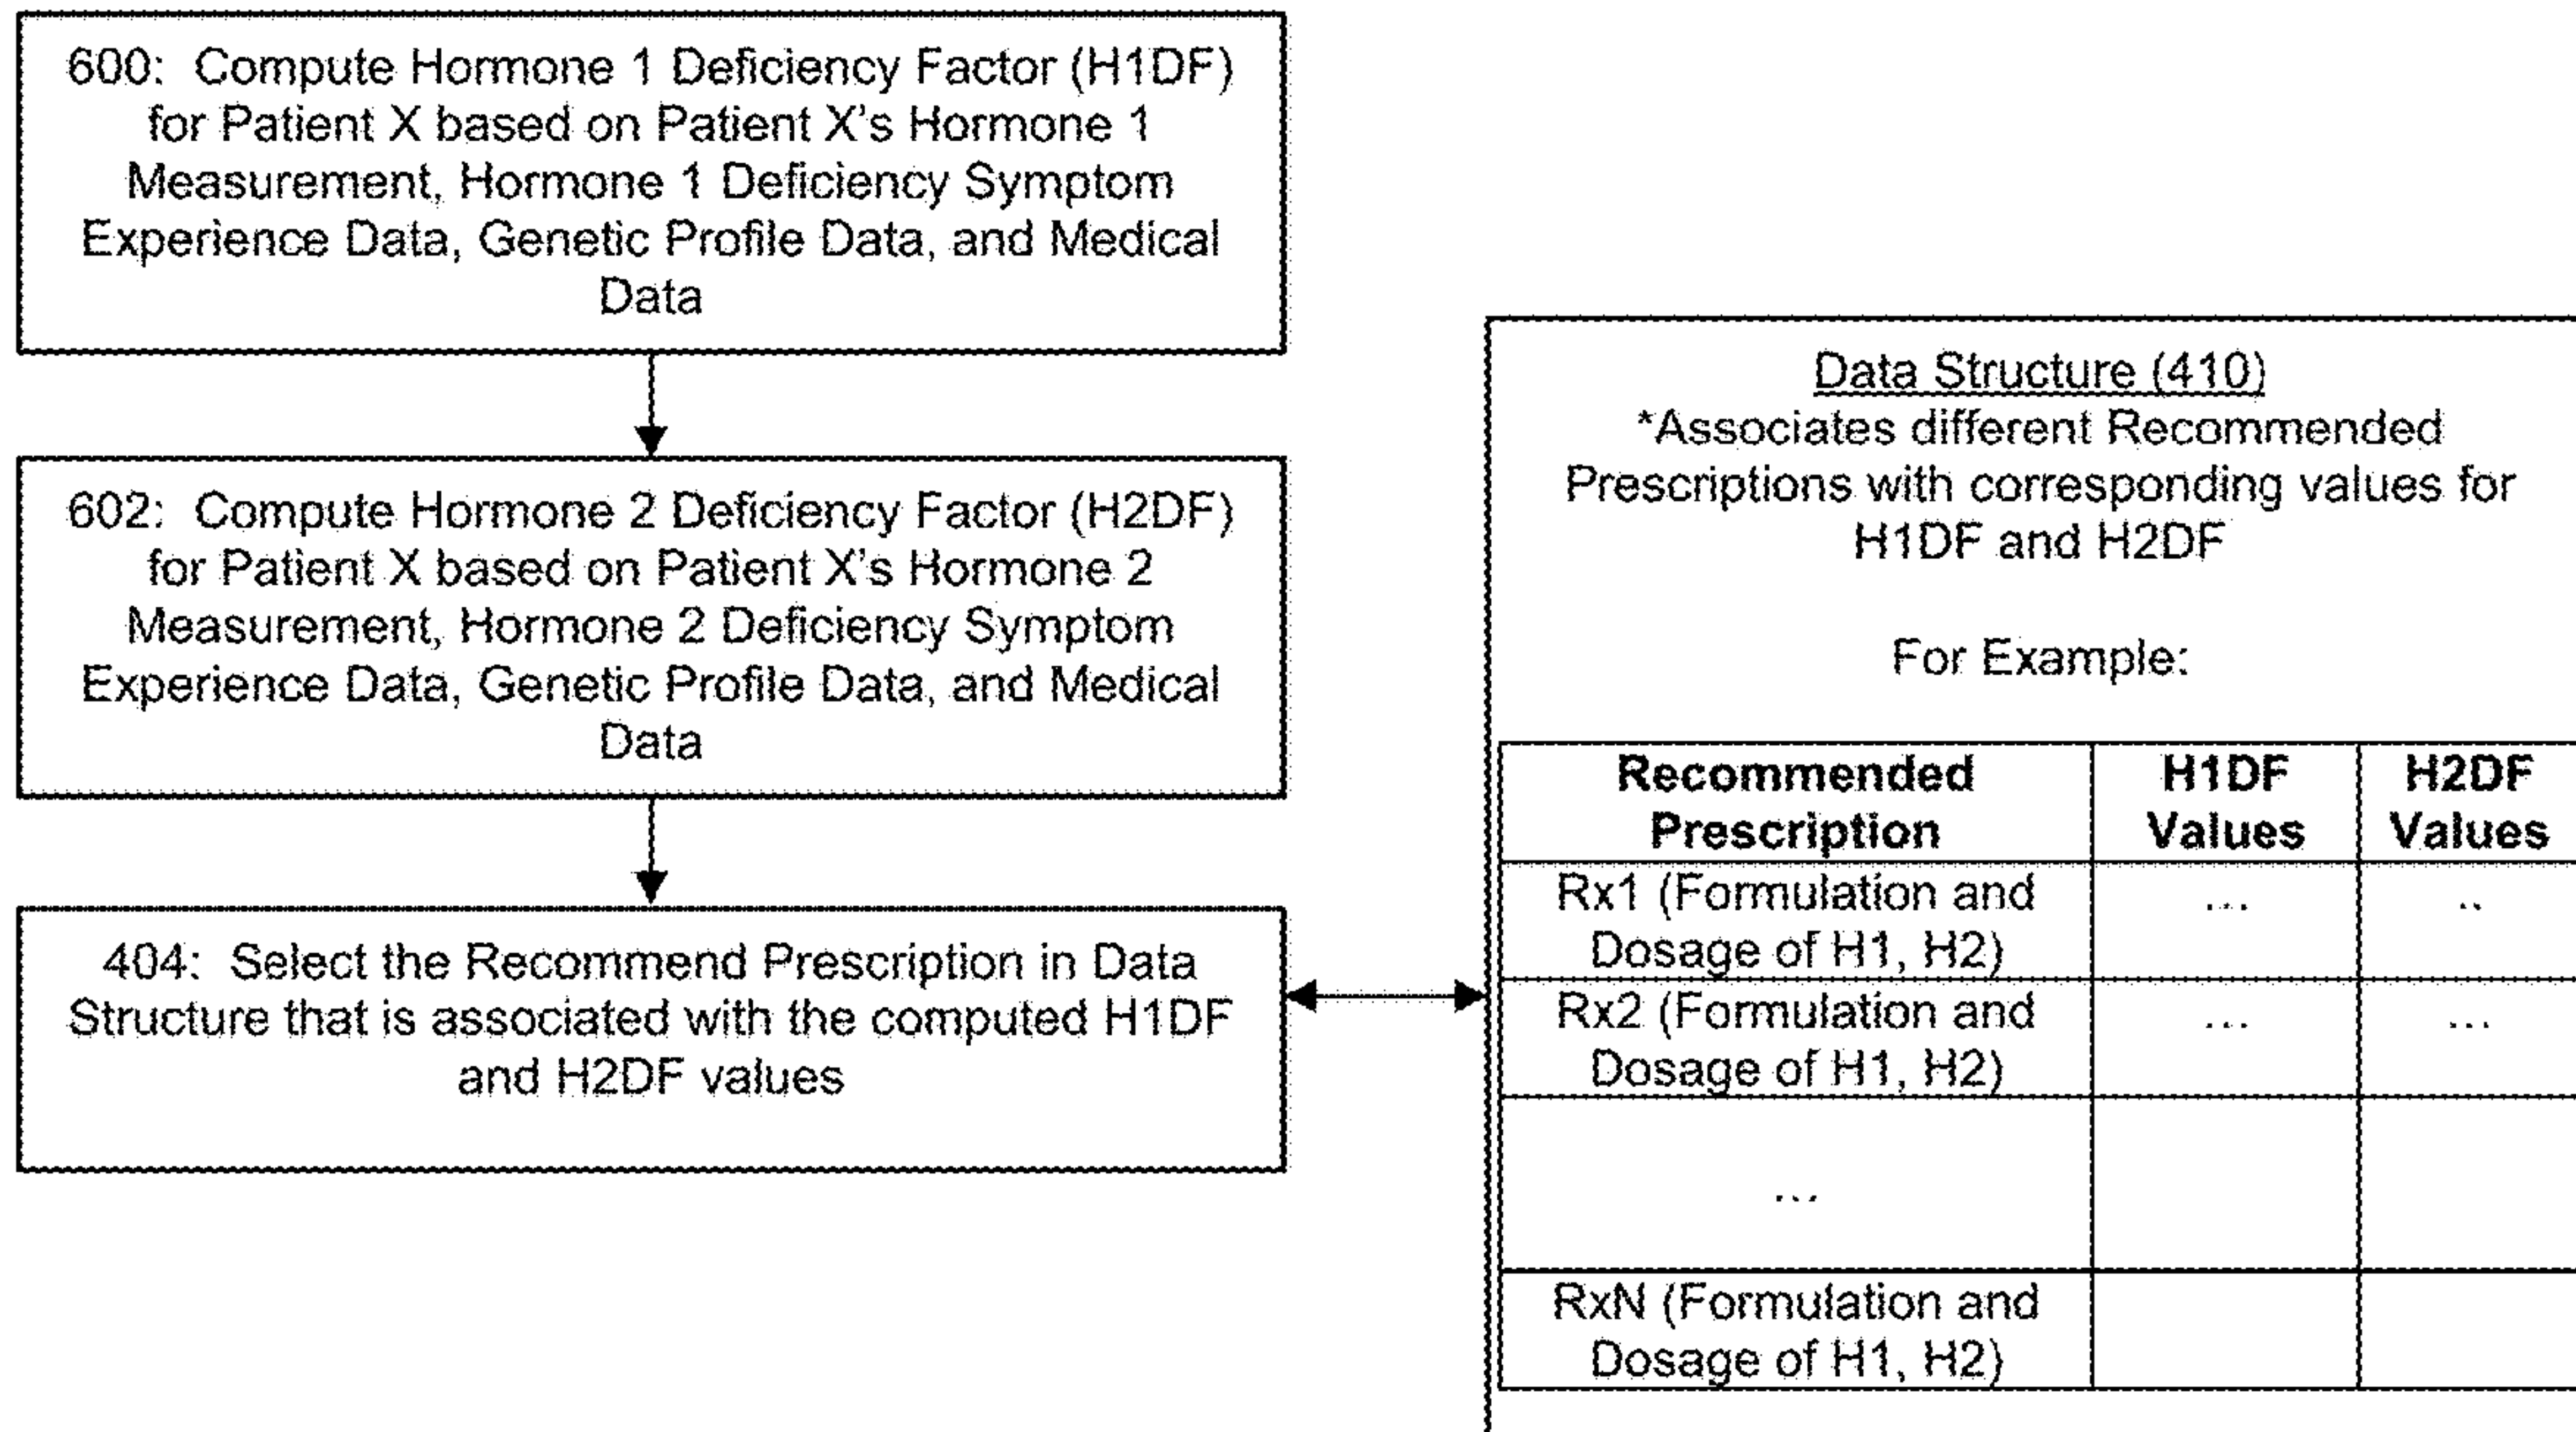 600:  Compute Hormone 1 Deficiency Factor (H1DF)
for Patient X based on Patient X's Hormone 1
Measurement, Hormone 1 Deficiency Symptom
Experience Data, Genetic Profile Data, and Medical
Data
602:  Compute Hormone 2 Deficiency Factor (H2DF)
for Patient X based on Patient X's Hormone 2
Measurement, Hormone 2 Deficiency Symptom
Experience Data, Genetic Profile Data, and Medical
Data
404:  Select the Recommend Prescription in Data
Structure that is associated with the computed H1DF
and H2DF values
Data Structure (410)
*Associates different Recommended
Prescriptions with corresponding values for
H1DF and H2DF
For Example:
Recommended
Prescription
H1DF
Values
H2DF
Values
Rx1 (Formulation and
Dosage of H1, H2)
...
..
Rx2 (Formulation and
Dosage of H1, H2)
...
...
...
RxN (Formulation and
Dosage of H1, H2)